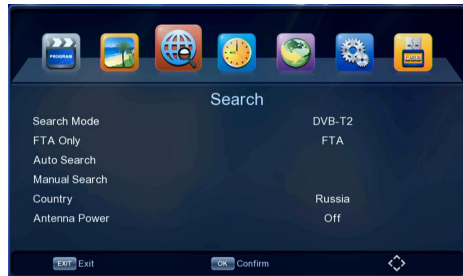 PROGRAM
USB
Search
Search Mode DVB-T2
FTA Only FTA
Auto Search
Manual Search
Country Russia
Antenna Power Off
EXIT Exit OK Confirm